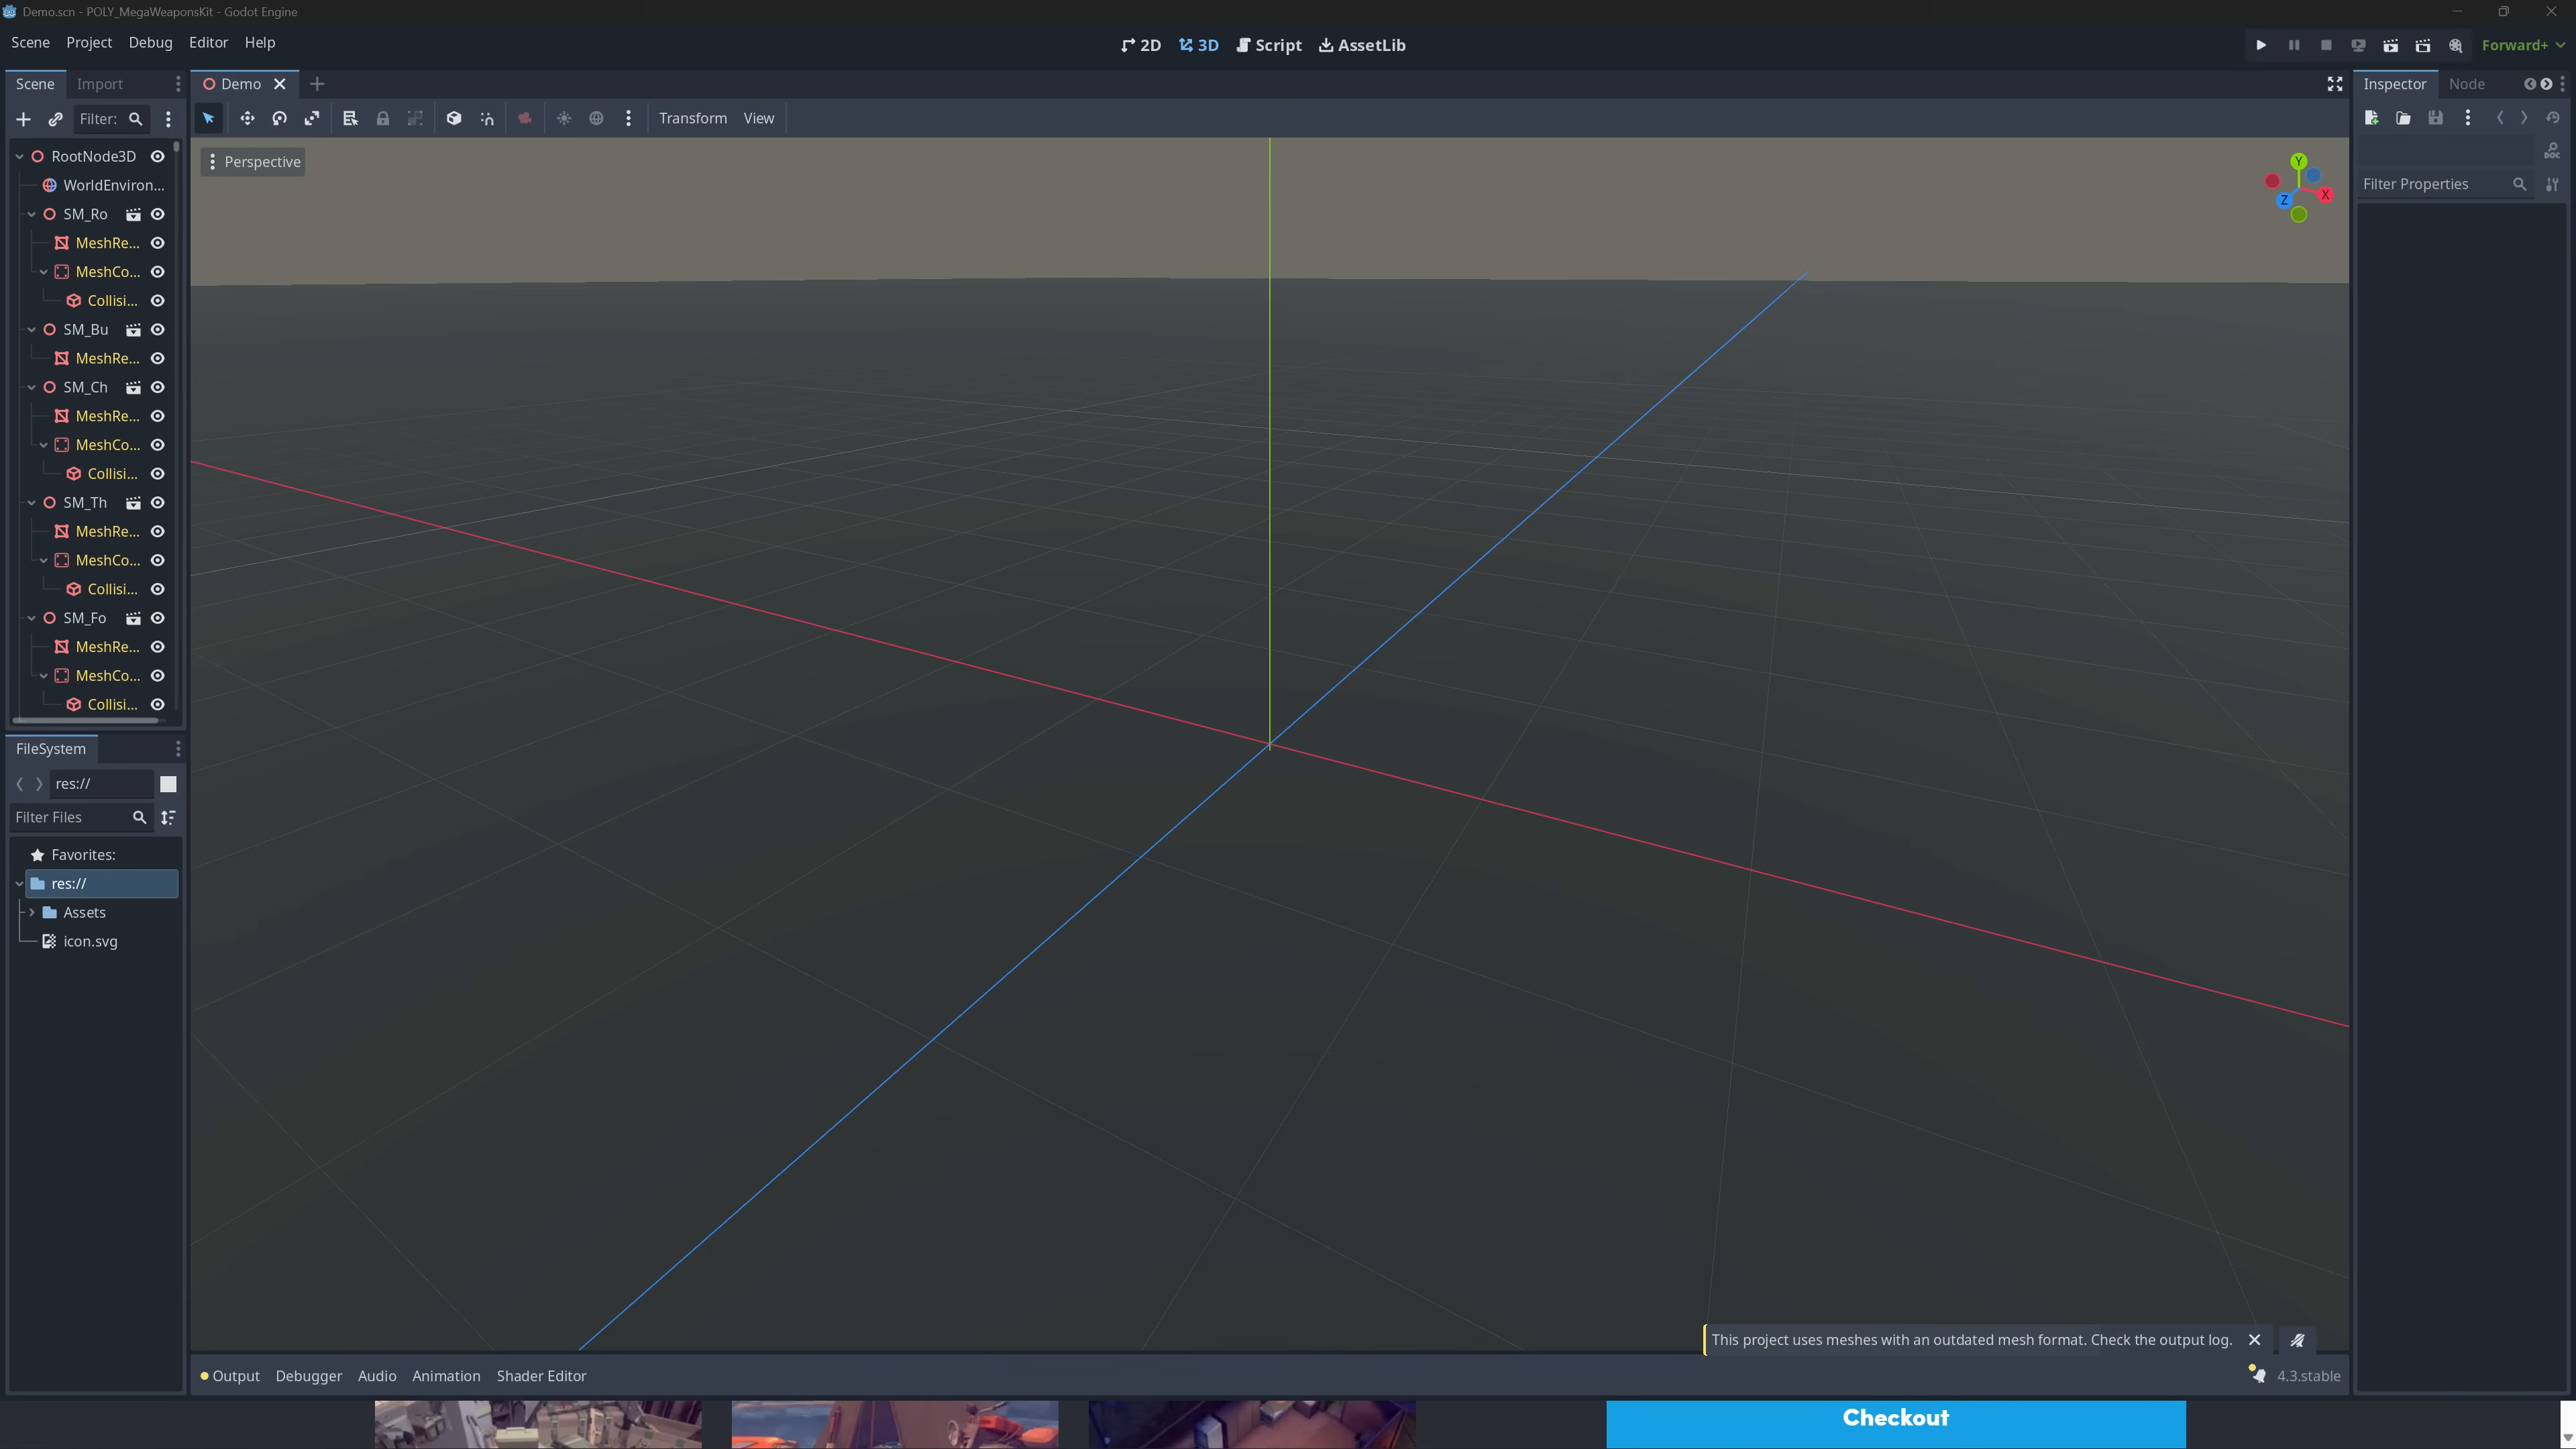 Demo.scn - POLY_MegaWeaponsKit - Godot Engine
Scene Project Debug Editor Help
2D 3D Script AssetLib
Forward+
Scene Import
Demo
Inspector Node
Filter:
Transform View
RootNode3D
Perspective
Y
X
Z
DOC
WorldEnviron...
Filter Properties
SM_Ro
MeshRe...
MeshCo...
Collisi...
SM_Bu
MeshRe...
SM_Ch
MeshRe...
MeshCo...
Collisi...
SM_Th
MeshRe...
MeshCo...
Collisi...
SM_Fo
MeshRe...
MeshCo...
Collisi...
FileSystem
res://
Filter Files
Favorites:
res://
Assets
icon.svg
This project uses meshes with an outdated mesh format. Check the output log.
Output Debugger Audio Animation Shader Editor
4.3.stable
Checkout